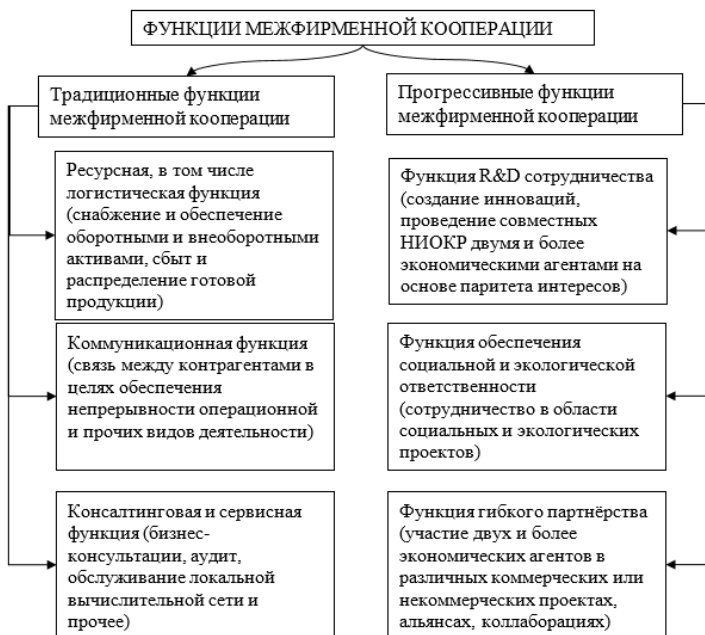 ФУНКЦИИ МЕЖФИРМЕННОЙ КООПЕРАЦИИ
Традиционные функции
межфирменной кооперации
Ресурсная, в том числе
логистическая функция
(снабжение и обеспечение
оборотными и внеоборотными
активами, сбыт и
распределение готовой
продукции)
Коммуникационная функция
(связь между контрагентами в
целях обеспечения
непрерывности операционной
и прочих видов деятельности)
Консалтинговая и сервисная
функция (бизнес-
консультации, аудит,
обслуживание локальной
вычислительной сети и
прочее)
Прогрессивные функции
межфирменной кооперации
Функция R&D сотрудничества
(создание инноваций,
проведение совместных
НИОКР двумя и более
экономическими агентами на
основе паритета интересов)
Функция обеспечения
социальной и экологической
ответственности
(сотрудничество в области
социальных и экологических
проектов)
Функция гибкого партнёрства
(участие двух и более
экономических агентов в
различных коммерческих или
некоммерческих проектах,
альянсах, коллаборациях)